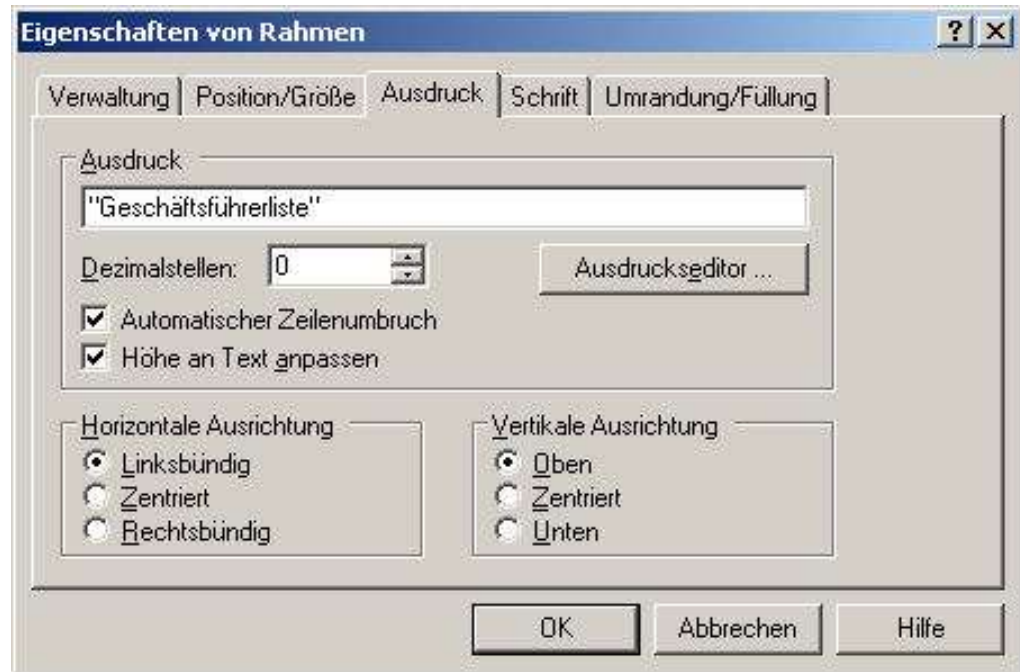 Eigenschaften von Rahmen
Verwaltung Position/Größe Ausdruck Schrift Umrandung/Füllung
Ausdruck
"Geschäftsführerliste"
Dezimalstellen: 0 Ausdruckseditor ...
Automatischer Zeilenumbruch
Höhe an Text anpassen
Horizontale Ausrichtung Vertikale Ausrichtung
Linksbündig Oben
Zentriert Zentriert
Rechtsbündig Unten
OK Abbrechen Hilfe